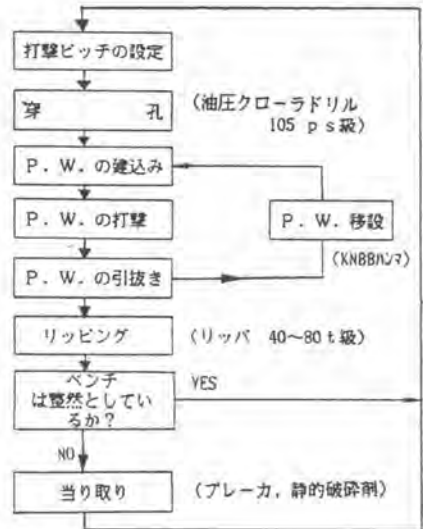 打撃ピッチの設定
穿 孔
(油圧クローラドリル
105 ps級)
P. W. の建込み
P. W. の打撃
P. W. 移設
(KNBBハンマ)
P. W. の引抜き
リッピング
(リッパ 40〜80t級)
ベンチ
は整然としてい
るか?
YES
NO
当り取り
(ブレーカ, 静的破砕剤)